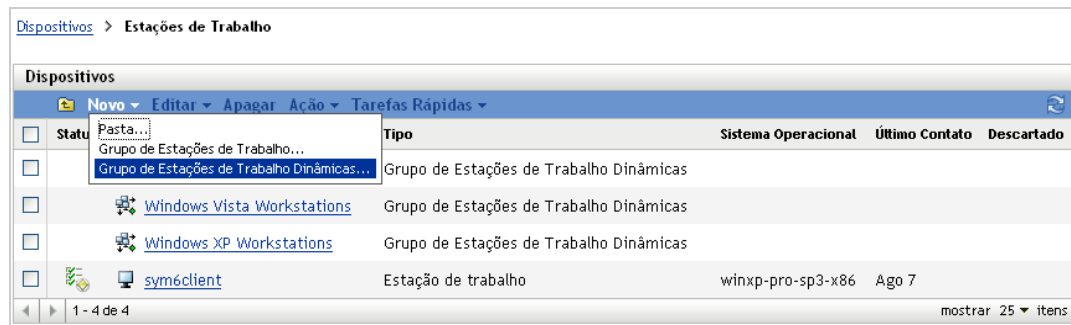 Dispositivos > Estações de Trabalho
Dispositivos
Novo Editar Apagar Ação Tarefas Rápidas
Statu Tipo Sistema Operacional Último Contato Descartado
Pasta...
Grupo de Estações de Trabalho...
Grupo de Estações de Trabalho Dinâmicas...
Grupo de Estações de Trabalho Dinâmicas
Windows Vista Workstations Grupo de Estações de Trabalho Dinâmicas
Windows XP Workstations Grupo de Estações de Trabalho Dinâmicas
sym6client Estação de trabalho winxp-pro-sp3-x86 Ago 7
1 - 4 de 4 mostrar 25 itens